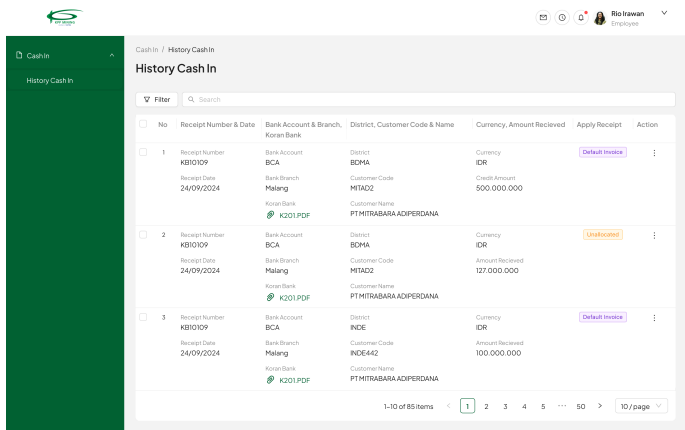 KPP MINING
Rio Irawan
Employee
Cash In
History Cash In
Cash In / History Cash In
History Cash In
Filter
Search
No Receipt Number & Date Bank Account & Branch, Koran Bank District, Customer Code & Name Currency, Amount Recieved Apply Receipt Action
1 Receipt Number Bank Account District Currency Default Invoice
KB10109 BCA BDMA IDR
Receipt Date Bank Branch Customer Code Credit Amount
24/09/2024 Malang MITAD2 500.000.000
Koran Bank Customer Name
K201.PDF PT MITRABARA ADIPERDANA
2 Receipt Number Bank Account District Currency Unallocated
KB10109 BCA BDMA IDR
Receipt Date Bank Branch Customer Code Amount Recieved
24/09/2024 Malang MITAD2 127.000.000
Koran Bank Customer Name
K201.PDF PT MITRABARA ADIPERDANA
3 Receipt Number Bank Account District Currency Default Invoice
KB10109 BCA INDE IDR
Receipt Date Bank Branch Customer Code Amount Recieved
24/09/2024 Malang INDE442 100.000.000
Koran Bank Customer Name
K201.PDF PT MITRABARA ADIPERDANA
1-10 of 85 items < 1 2 3 4 5 ··· 50 > 10 / page